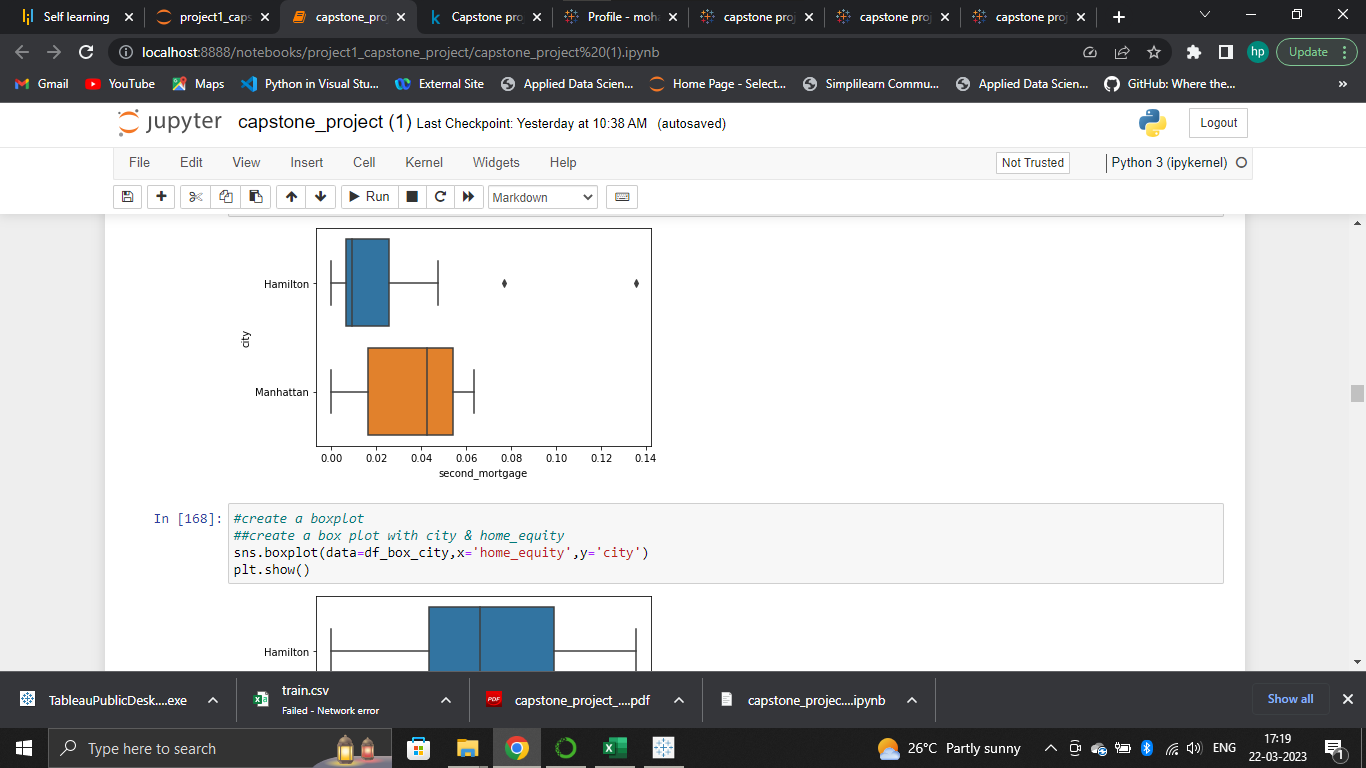 Self learning
project1_caps
capstone_pro
Capstone pro
Profile - moha
capstone proj
capstone proj
capstone proj
localhost:8888/notebooks/project1_capstone_project/capstone_project%20(1).ipynb
hp
Update
Gmail
YouTube
Maps
Python in Visual Stu...
External Site
Applied Data Scien...
Home Page - Select...
Simplilearn Commu...
Applied Data Scien...
GitHub: Where the...
»
jupyter
capstone_project (1) Last Checkpoint: Yesterday at 10:38 AM (autosaved)
Logout
File Edit View Insert Cell Kernel Widgets Help
Not Trusted
Python 3 (ipykernel)
Run
Markdown
Hamilton
city
Manhattan
0.00 0.02 0.04 0.06 0.08 0.10 0.12 0.14
second_mortgage
In [168]:
#create a boxplot
##create a box plot with city & home_equity
sns.boxplot(data=df_box_city,x='home_equity',y='city')
plt.show()
Hamilton
TableauPublicDesk....exe
train.csv
Failed - Network error
PDF
capstone_project_....pdf
capstone_projec....ipynb
Show all
Type here to search
26°C Partly sunny
ENG
17:19
22-03-2023
1